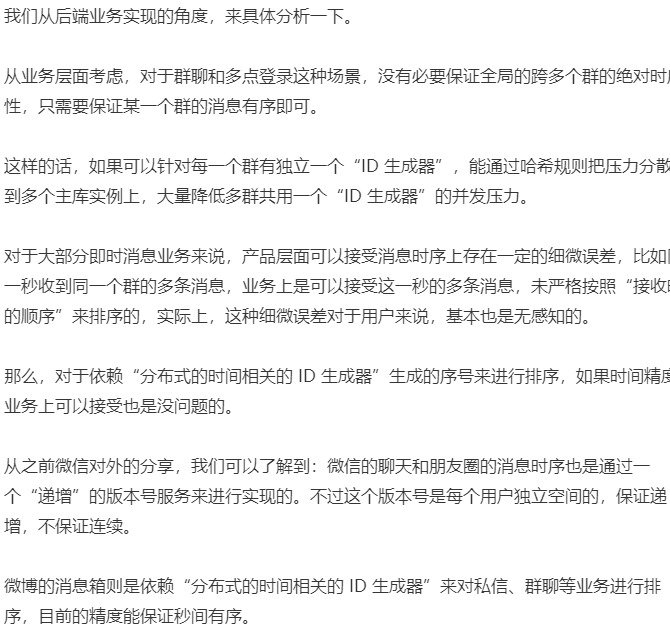 我们从后端业务实现的角度，来具体分析一下。
从业务层面考虑，对于群聊和多点登录这种场景，没有必要保证全局的跨多个群的绝对时
性，只需要保证某一个群的消息有序即可。
这样的话，如果可以针对每一个群有独立一个“ID 生成器”，能通过哈希规则把压力分散
到多个主库实例上，大量降低多群共用一个“ID 生成器”的并发压力。
对于大部分即时消息业务来说，产品层面可以接受消息时序上存在一定的细微误差，比如
一秒收到同一个群的多条消息，业务上是可以接受这一秒的多条消息，未严格按照“接收
的顺序”来排序的，实际上，这种细微误差对于用户来说，基本也是无感知的。
那么，对于依赖“分布式的时间相关的 ID 生成器”生成的序号来进行排序，如果时间精度
业务上可以接受也是没问题的。
从之前微信对外的分享，我们可以了解到：微信的聊天和朋友圈的消息时序也是通过一
个“递增”的版本号服务来进行实现的。不过这个版本号是每个用户独立空间的，保证递
增，不保证连续。
微博的消息箱则是依赖“分布式的时间相关的 ID 生成器”来对私信、群聊等业务进行排
序，目前的精度能保证秒间有序。